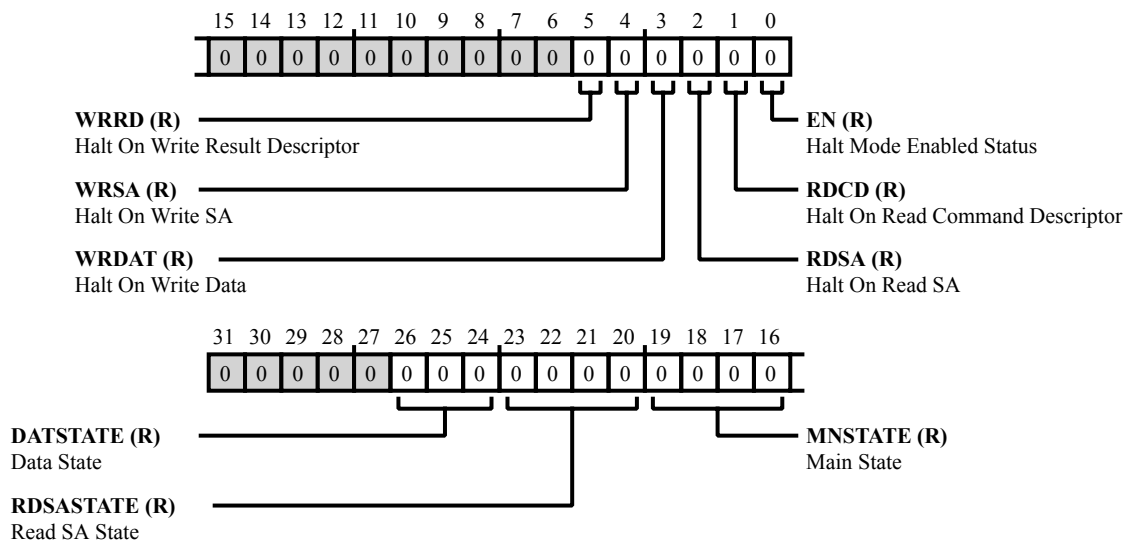 15 14 13 12 11 10 9 8 7 6 5 4 3 2 1 0
0 0 0 0 0 0 0 0 0 0 0 0 0 0 0 0
WRRD (R)
Halt On Write Result Descriptor
EN (R)
Halt Mode Enabled Status
WRSA (R)
Halt On Write SA
RDCD (R)
Halt On Read Command Descriptor
WRDAT (R)
Halt On Write Data
RDSA (R)
Halt On Read SA
31 30 29 28 27 26 25 24 23 22 21 20 19 18 17 16
0 0 0 0 0 0 0 0 0 0 0 0 0 0 0 0
DATSTATE (R)
Data State
MNSTATE (R)
Main State
RDSASTATE (R)
Read SA State